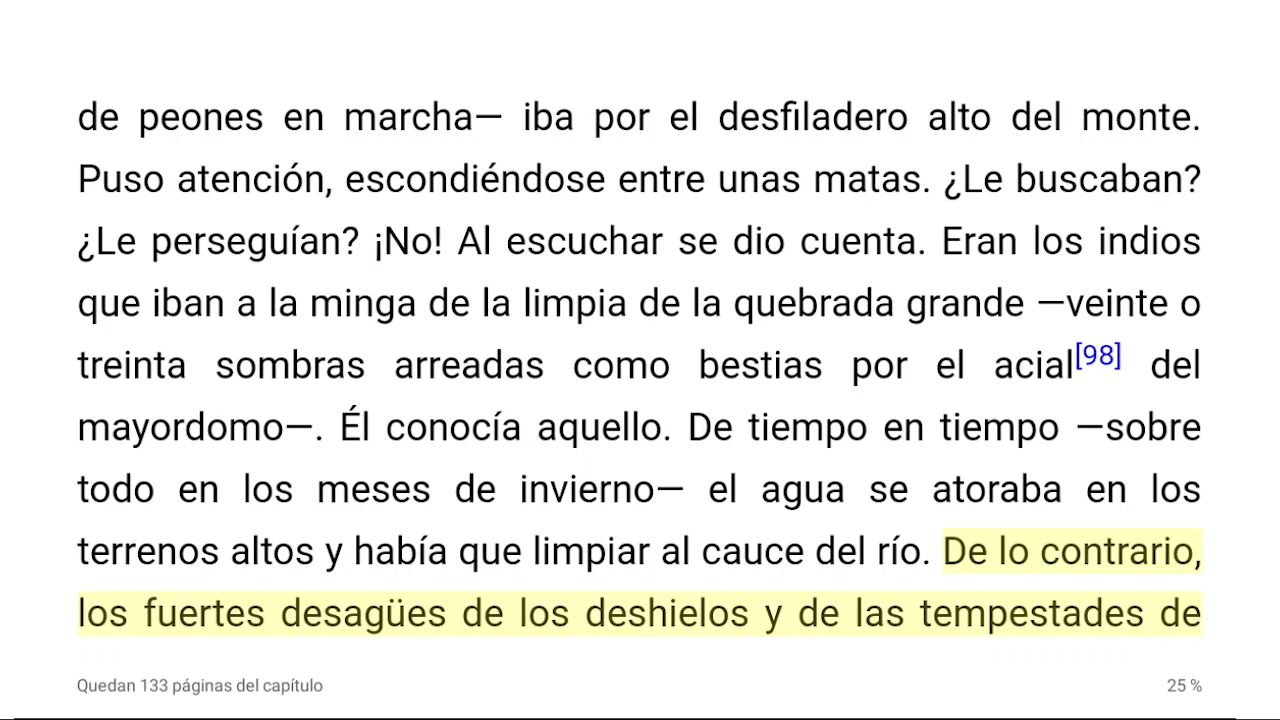 de peones en marcha— iba por el desfiladero alto del monte.
Puso atención, escondiéndose entre unas matas. ¿Le buscaban?
¿Le perseguían? ¡No! Al escuchar se dio cuenta. Eran los indios
que iban a la minga de la limpia de la quebrada grande —veinte o
treinta sombras arreadas como bestias por el acial[98] del
mayordomo—. Él conocía aquello. De tiempo en tiempo —sobre
todo en los meses de invierno— el agua se atoraba en los
terrenos altos y había que limpiar al cauce del río. De lo contrario,
los fuertes desagües de los deshielos y de las tempestades de
Quedan 133 páginas del capítulo
25 %